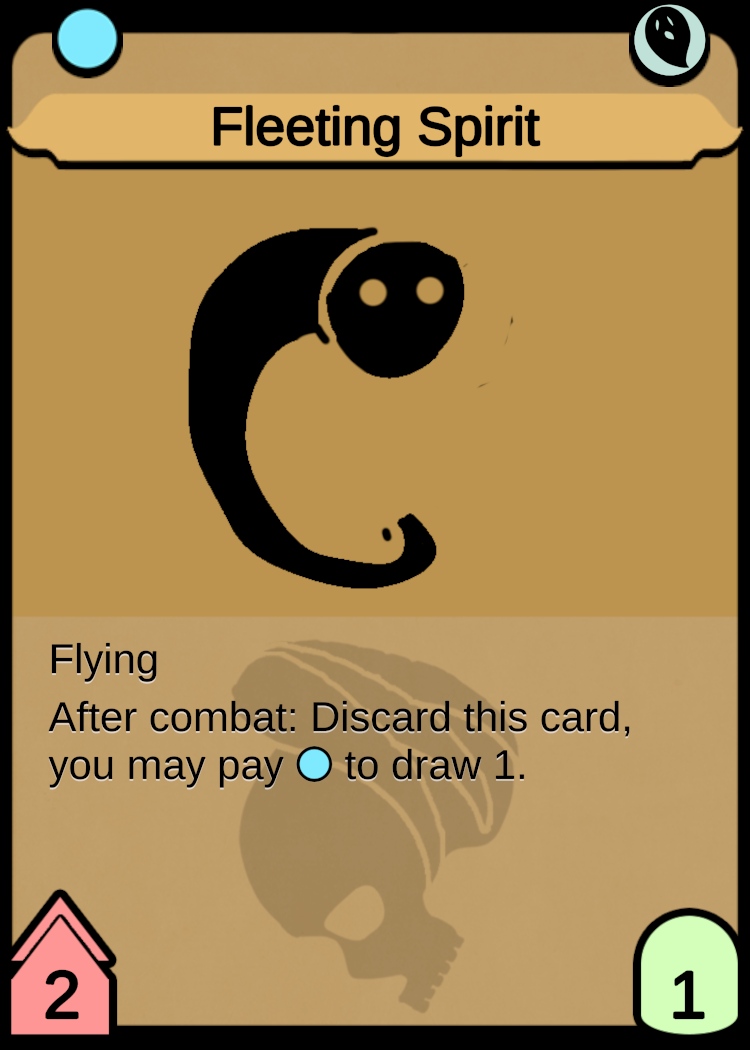 Fleeting Spirit
Flying
After combat: Discard this card,
you may pay to draw 1.
2
1